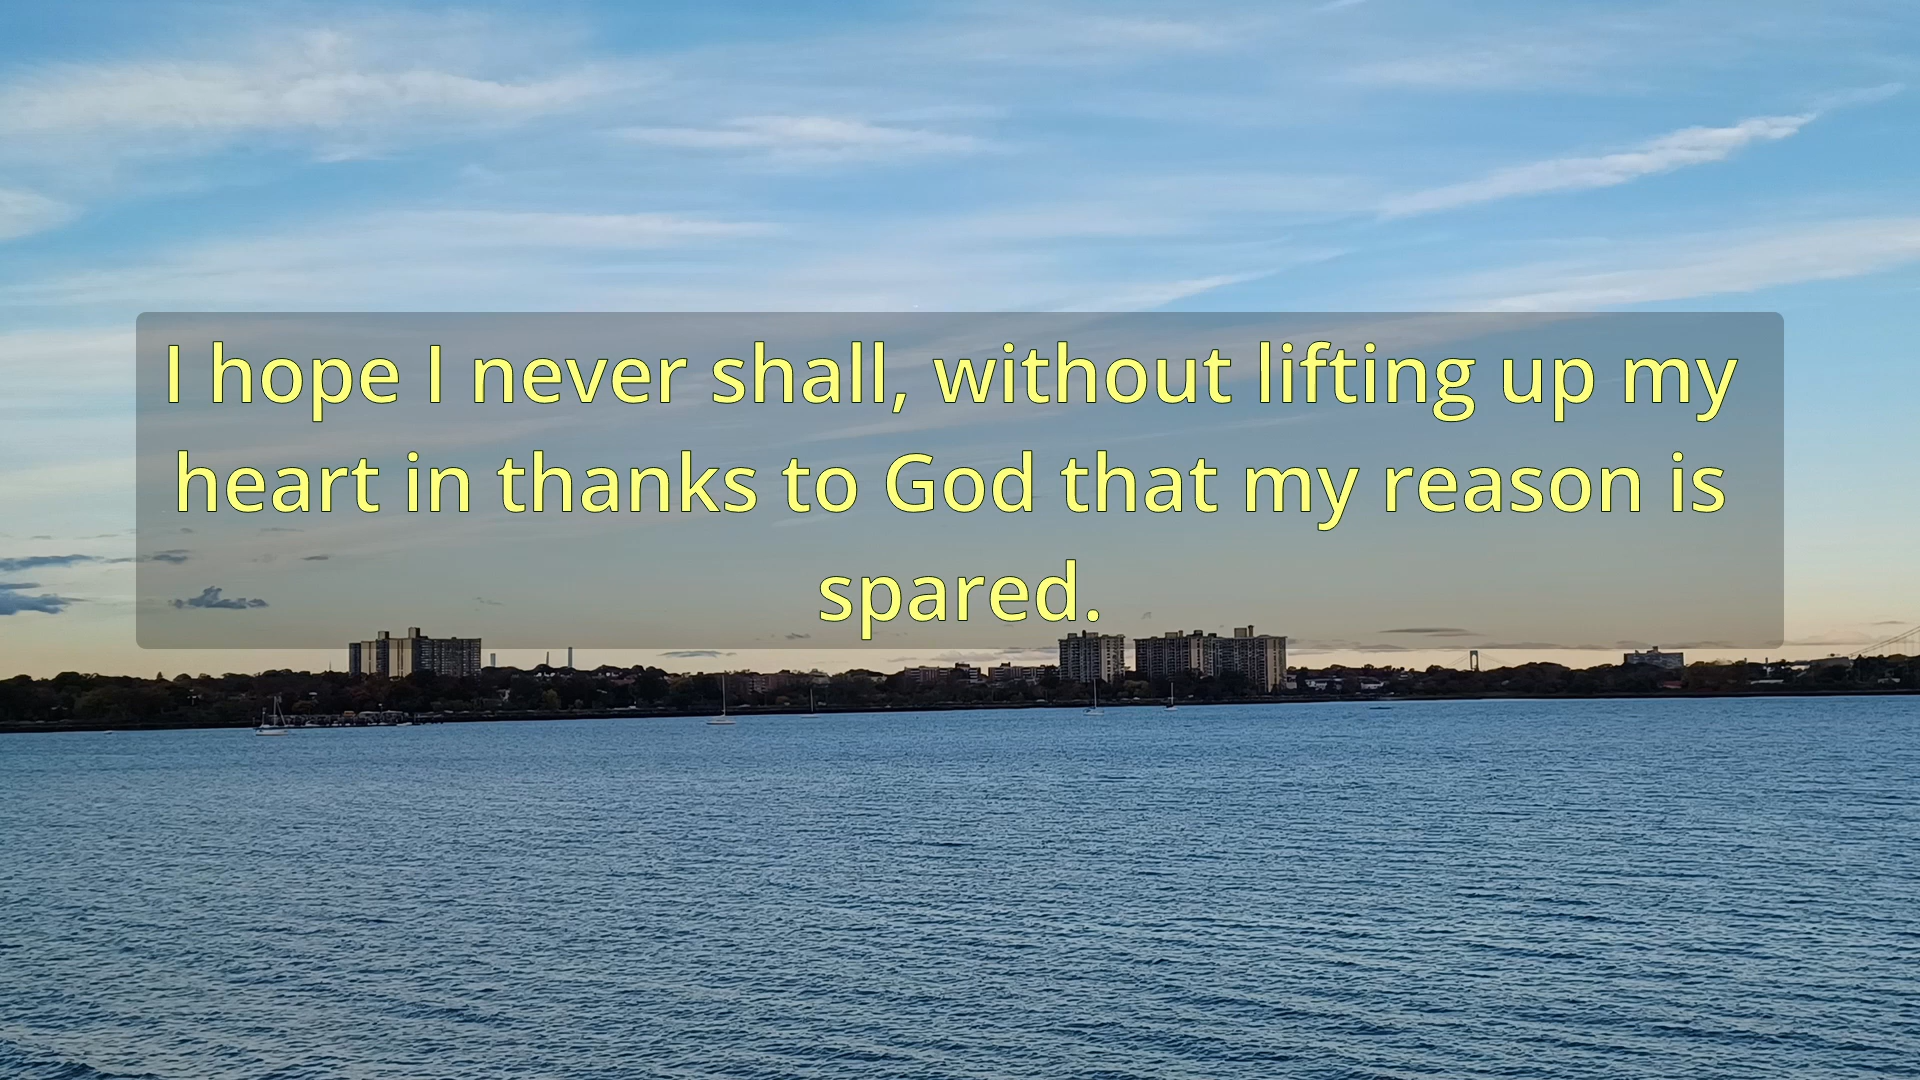 I hope I never shall, without lifting up my
heart in thanks to God that my reason is
spared.